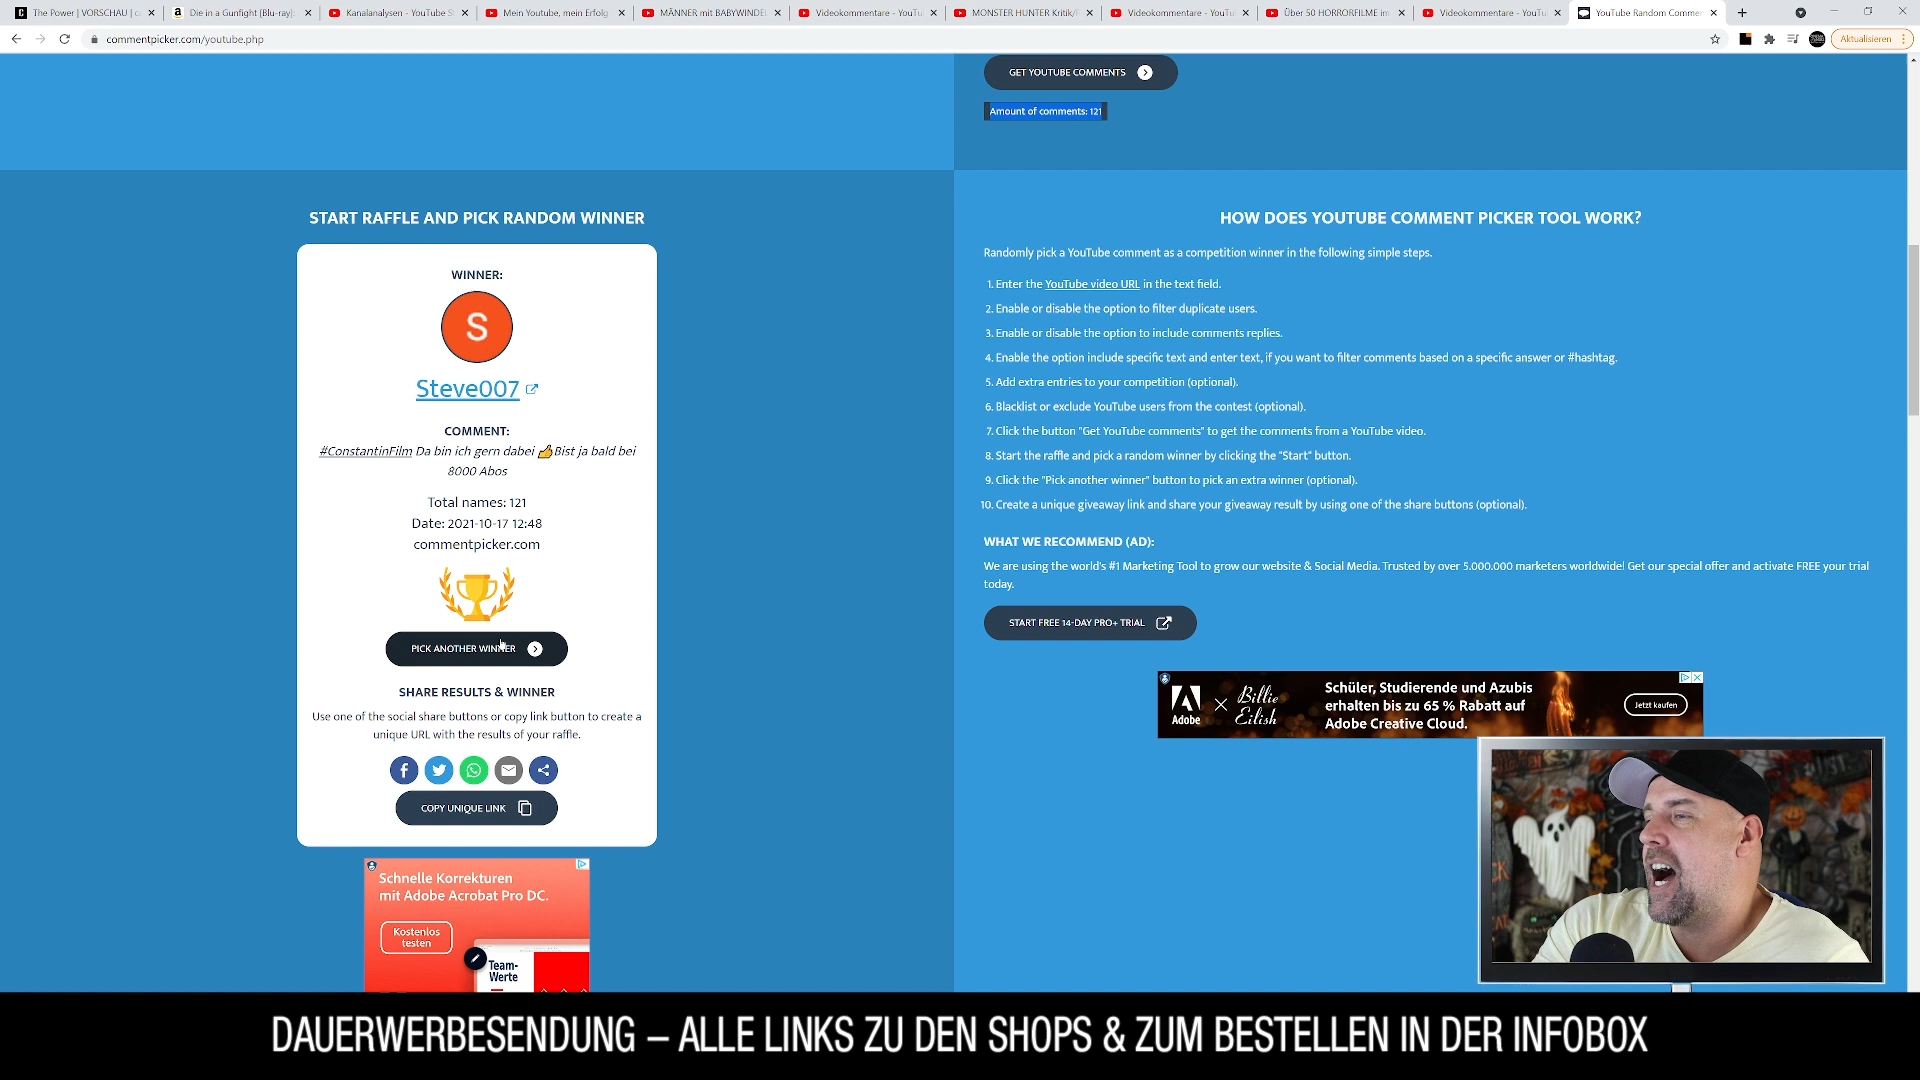 The Power | VORSCHAU | c
Die in a Gunfight [Blu-ray]:
Kanalanalysen - YouTube S
Mein Youtube, mein Erfolg
MÄNNER mit BABYWINDE
Videokommentare - YouTu
MONSTER HUNTER Kritik/
Videokommentare - YouTu
Über 50 HORRORFILME im
Videokommentare - YouTu
YouTube Random Commen
commentpicker.com/youtube.php
Aktualisieren
GET YOUTUBE COMMENTS
Amount of comments: 121
START RAFFLE AND PICK RANDOM WINNER
WINNER:
S
Steve007
COMMENT:
#ConstantinFilm Da bin ich gern dabei 👍Bist ja bald bei
8000 Abos
Total names: 121
Date: 2021-10-17 12:48
commentpicker.com
PICK ANOTHER WINNER
SHARE RESULTS & WINNER
Use one of the social share buttons or copy link button to create a
unique URL with the results of your raffle.
COPY UNIQUE LINK
Schnelle Korrekturen
mit Adobe Acrobat Pro DC.
Kostenlos
testen
Team-
Werte
HOW DOES YOUTUBE COMMENT PICKER TOOL WORK?
Randomly pick a YouTube comment as a competition winner in the following simple steps.
1. Enter the YouTube video URL in the text field.
2. Enable or disable the option to filter duplicate users.
3. Enable or disable the option to include comments replies.
4. Enable the option include specific text and enter text, if you want to filter comments based on a specific answer or #hashtag.
5. Add extra entries to your competition (optional).
6. Blacklist or exclude YouTube users from the contest (optional).
7. Click the button "Get YouTube comments" to get the comments from a YouTube video.
8. Start the raffle and pick a random winner by clicking the "Start" button.
9. Click the "Pick another winner" button to pick an extra winner (optional).
10. Create a unique giveaway link and share your giveaway result by using one of the share buttons (optional).
WHAT WE RECOMMEND (AD):
We are using the world's #1 Marketing Tool to grow our website & Social Media. Trusted by over 5.000.000 marketers worldwide! Get our special offer and activate FREE your trial
today.
START FREE 14-DAY PRO+ TRIAL
Adobe
Billie
Eilish
Schüler, Studierende und Azubis
erhalten bis zu 65 % Rabatt auf
Adobe Creative Cloud.
Jetzt kaufen
DAUERWERBESENDUNG – ALLE LINKS ZU DEN SHOPS & ZUM BESTELLEN IN DER INFOBOX